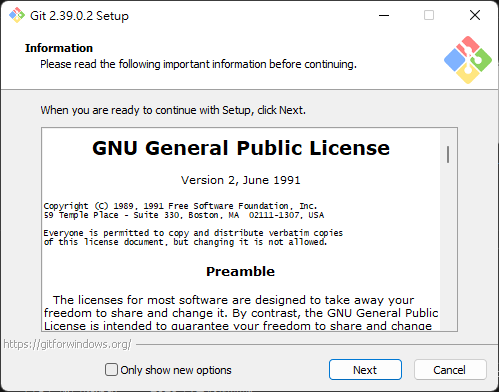 Git 2.39.0.2 Setup
Information
Please read the following important information before continuing.
When you are ready to continue with Setup, click Next.
GNU General Public License
Version 2, June 1991
Copyright (C) 1989, 1991 Free Software Foundation, Inc.
59 Temple Place - Suite 330, Boston, MA  02111-1307, USA
Everyone is permitted to copy and distribute verbatim copies
of this license document, but changing it is not allowed.
Preamble
The licenses for most software are designed to take away your
freedom to share and change it. By contrast, the GNU General Public
License is intended to guarantee your freedom to share and change
https://gitforwindows.org/
Only show new options
Next
Cancel